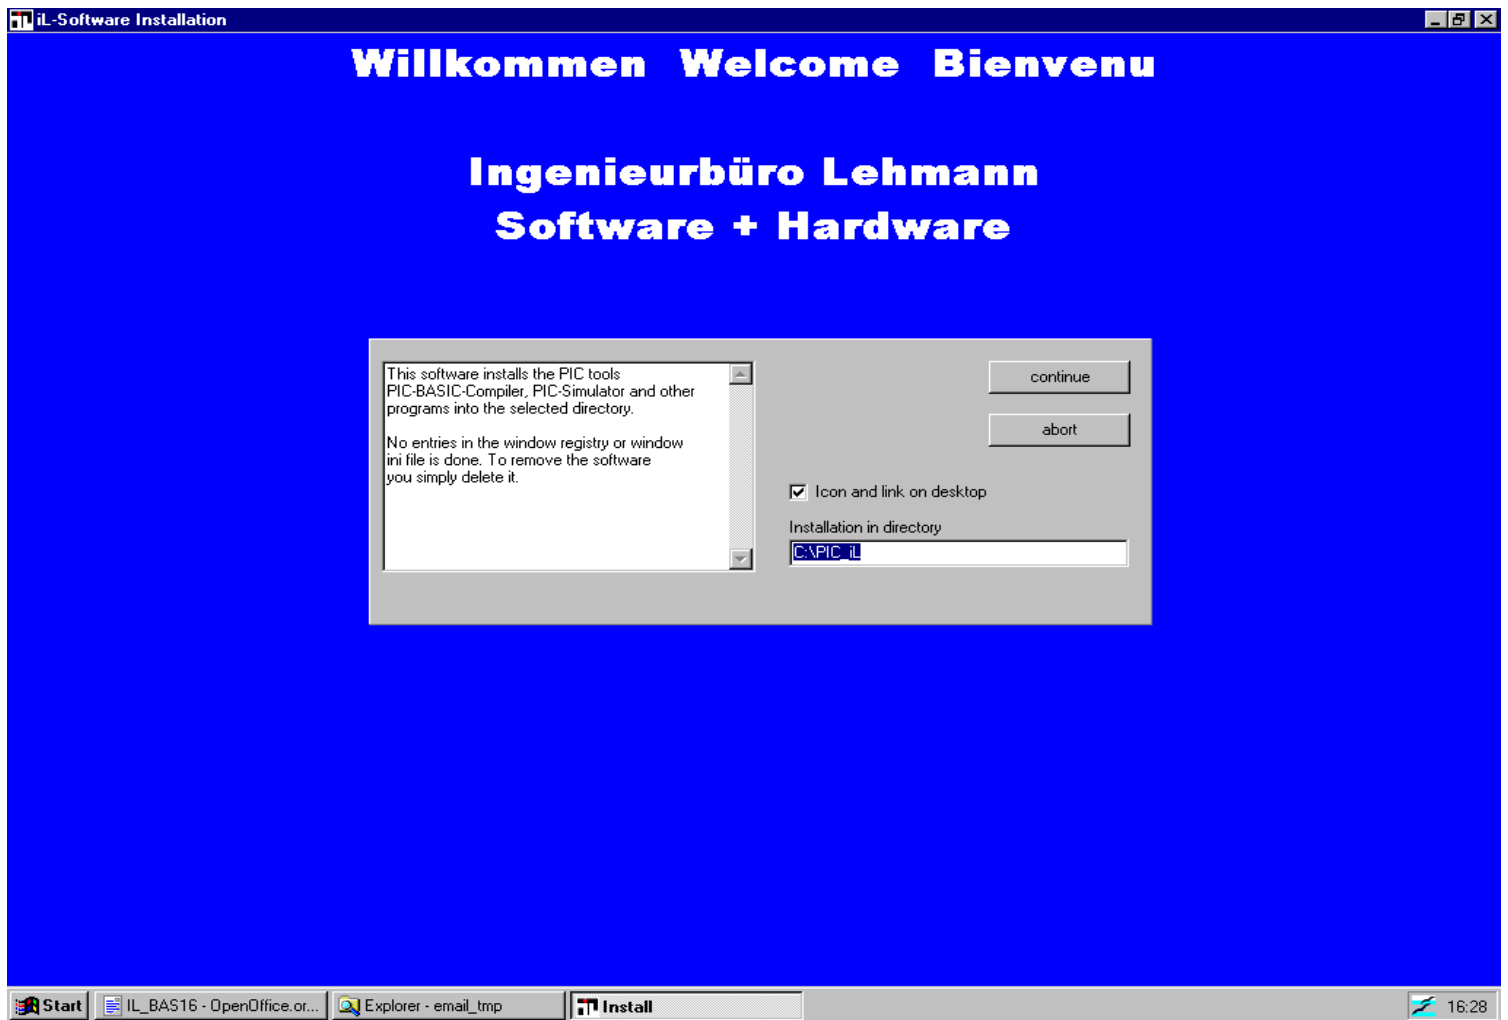 iL-Software Installation
Willkommen Welcome Bienvenu
Ingenieurbüro Lehmann
Software + Hardware
This software installs the PIC tools
PIC-BASIC-Compiler, PIC-Simulator and other
programs into the selected directory.
No entries in the window registry or window
ini file is done. To remove the software
you simply delete it.
continue
abort
Icon and link on desktop
Installation in directory
C:\PIC_iL
Start
IL_BAS16 - OpenOffice.or...
Explorer - email_tmp
Install
16:28